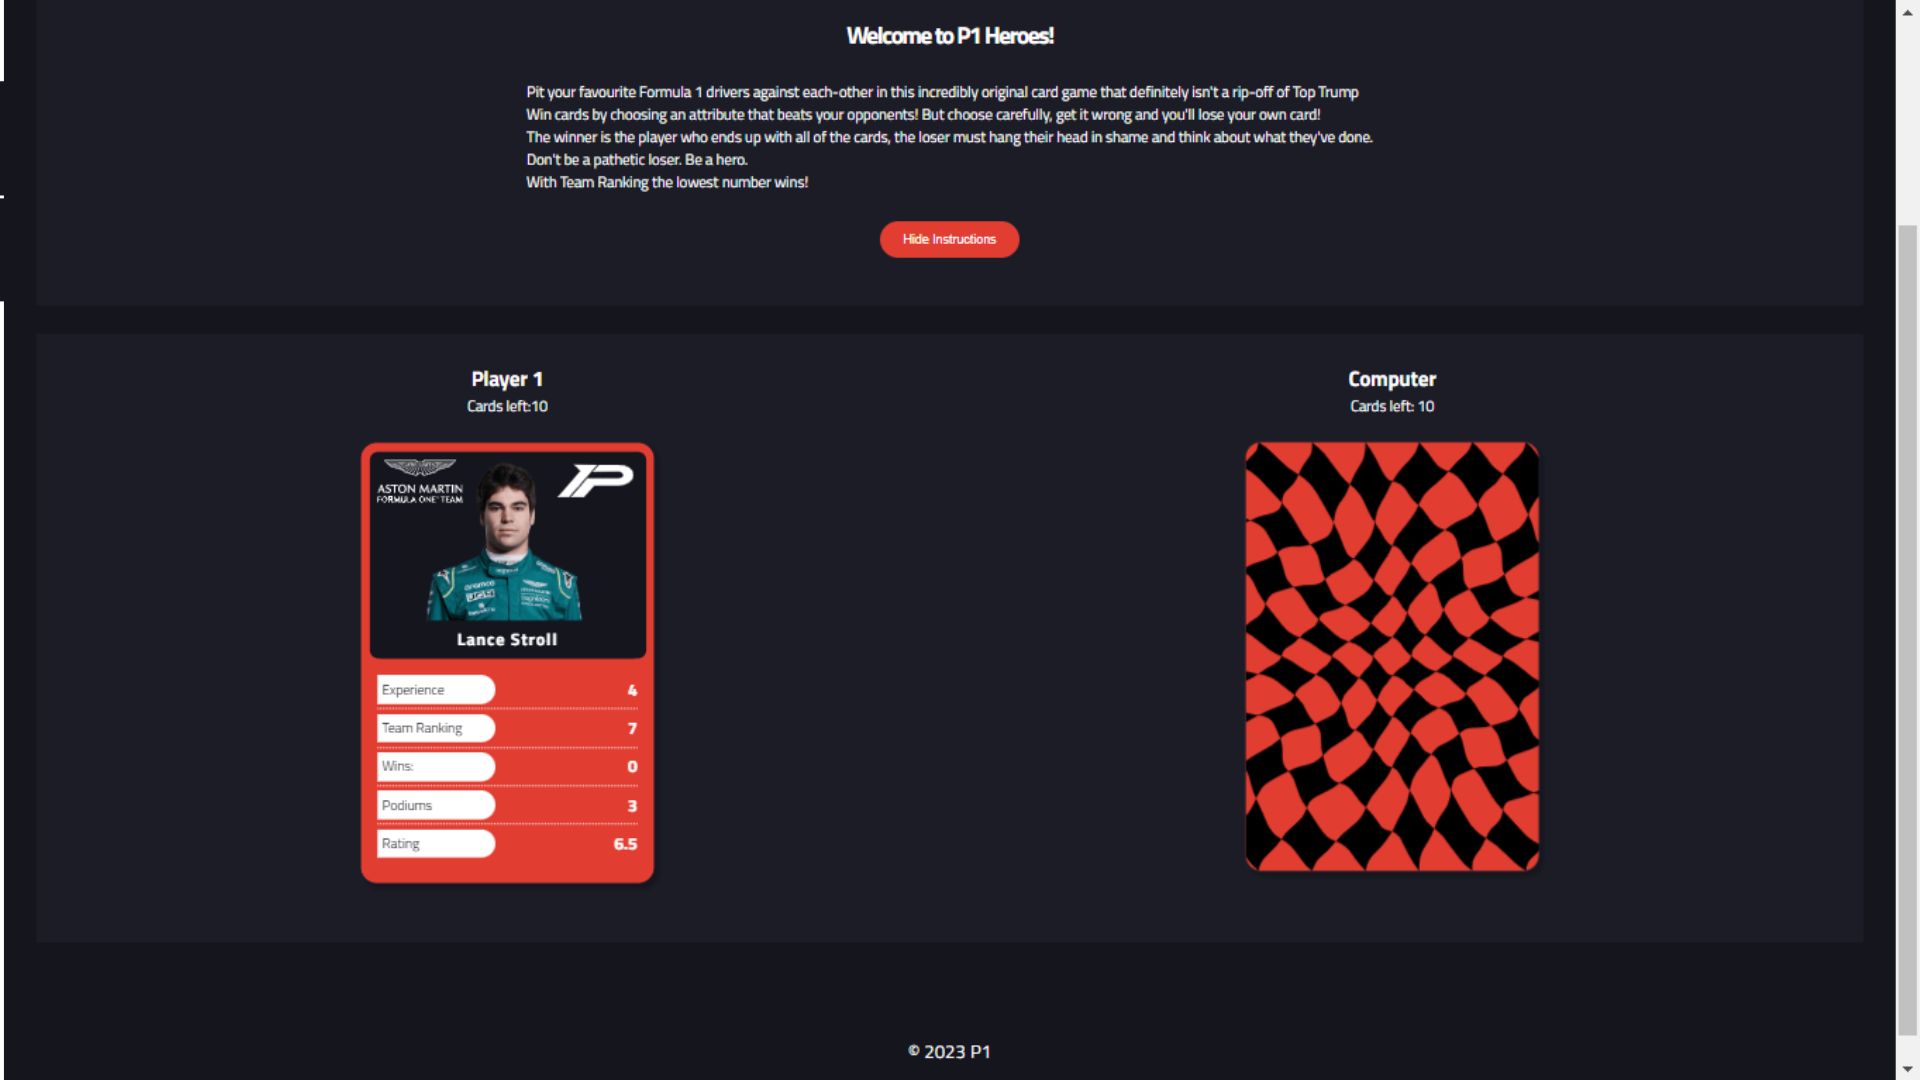 Welcome to P1 Heroes!
Pit your favourite Formula 1 drivers against each-other in this incredibly original card game that definitely isn't a rip-off of Top Trump
Win cards by choosing an attribute that beats your opponents! But choose carefully, get it wrong and you'll lose your own card!
The winner is the player who ends up with all of the cards, the loser must hang their head in shame and think about what they've done.
Don't be a pathetic loser. Be a hero.
With Team Ranking the lowest number wins!
Hide Instructions
Player 1
Cards left:10
Computer
Cards left: 10
ASTON MARTIN
FORMULA ONE TEAM
1P
aramco
Lance Stroll
Experience 4
Team Ranking 7
Wins: 0
Podiums 3
Rating 6.5
© 2023 P1